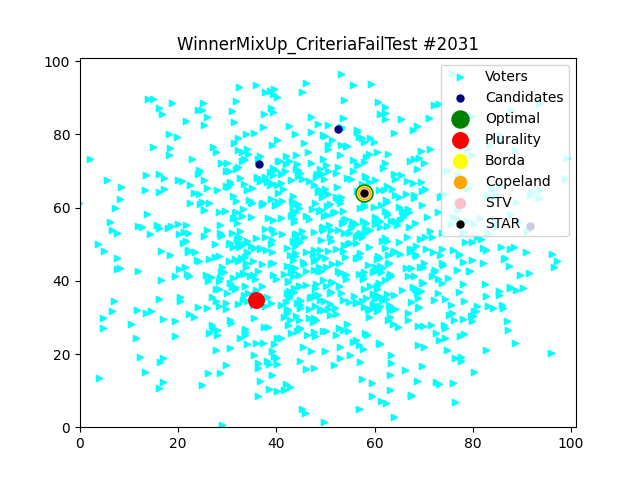 WinnerMixUp_CriteriaFailTest #2031
100
80
60
40
20
0
0 20 40 60 80 100
Voters
Candidates
Optimal
Plurality
Borda
Copeland
STV
STAR